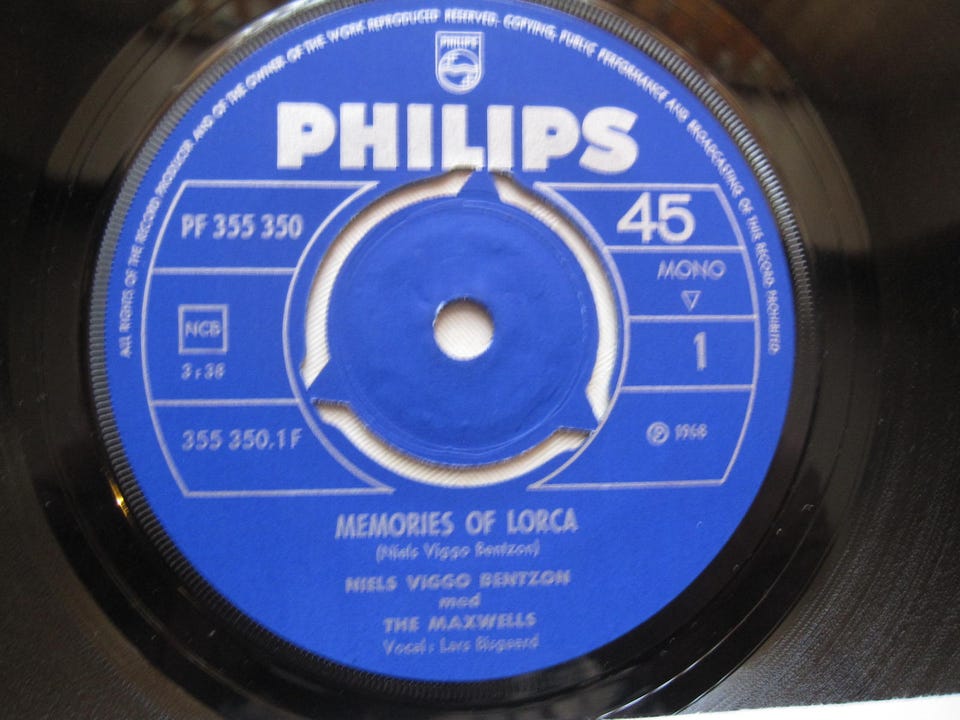 ALL RIGHTS OF THE RECORD PRODUCER AND OF THE OWNER OF THE WORK REPRODUCED RESERVED. COPYING, PUBLIC PERFORMANCE AND BROADCASTING OF THIS RECORD PROHIBITED.
PHILIPS
PHILIPS
PF 355 350
45
MONO
NCB
1
3:38
355 350.1F
℗ 1968
MEMORIES OF LORCA
(Niels Viggo Bentzon)
NIELS VIGGO BENTZON
med
THE MAXWELLS
Vocal: Lars Bisgaard